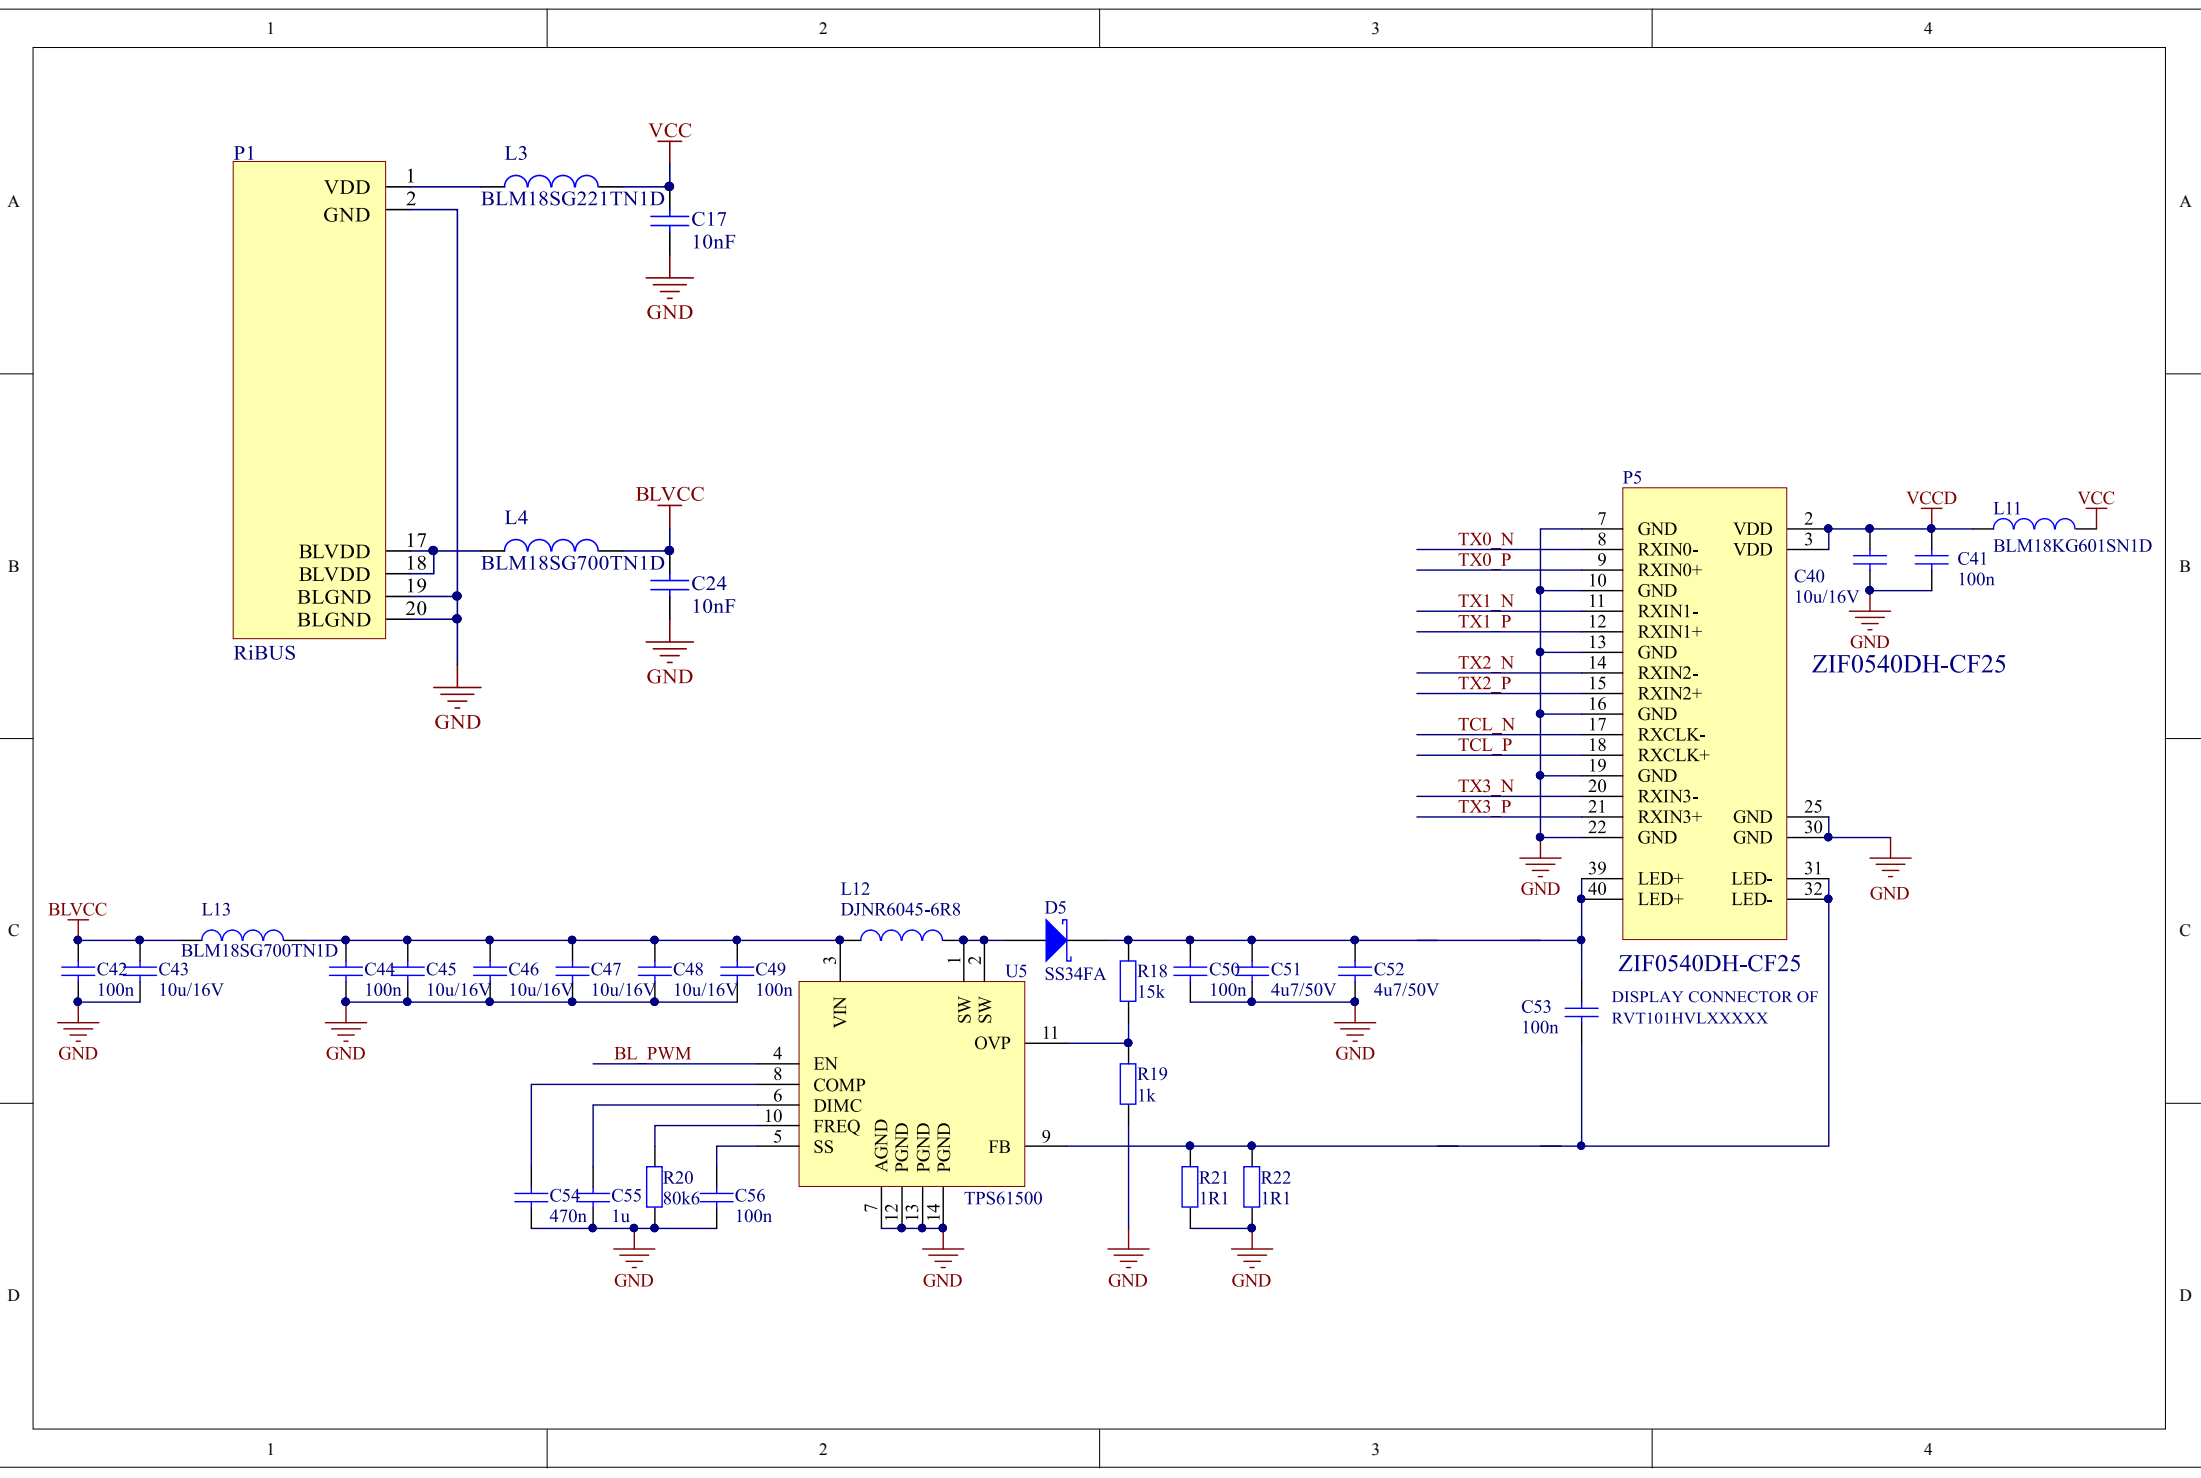 1 2 3 4
A A
B B
C C
D D
P1
VDD 1
GND 2
BLVDD 17
BLVDD 18
BLGND 19
BLGND 20
RiBUS
GND
L3
BLM18SG221TN1D
VCC
C17
10nF
GND
L4
BLM18SG700TN1D
BLVCC
C24
10nF
GND
P5
7 GND
TX0_N 8 RXIN0-
TX0_P 9 RXIN0+
10 GND
TX1_N 11 RXIN1-
TX1_P 12 RXIN1+
13 GND
TX2_N 14 RXIN2-
TX2_P 15 RXIN2+
16 GND
TCL_N 17 RXCLK-
TCL_P 18 RXCLK+
19 GND
TX3_N 20 RXIN3-
TX3_P 21 RXIN3+
22 GND
39 LED+
40 LED+
VDD 2
VDD 3
GND 25
GND 30
LED- 31
LED- 32
GND
GND
VCCD
L11
BLM18KG601SN1D
VCC
C40
10u/16V
C41
100n
GND
ZIF0540DH-CF25
ZIF0540DH-CF25
DISPLAY CONNECTOR OF
RVT101HVLXXXXX
BLVCC
L13
BLM18SG700TN1D
C42
100n
C43
10u/16V
GND
C44
100n
C45
10u/16V
C46
10u/16V
C47
10u/16V
C48
10u/16V
C49
100n
GND
L12
DJNR6045-6R8
D5
SS34FA
U5
3 VIN
1 SW
2 SW
OVP 11
BL_PWM 4 EN
8 COMP
6 DIMC
10 FREQ
5 SS
FB 9
AGND 7
PGND 12
PGND 13
PGND 14
TPS61500
GND
R18
15k
R19
1k
GND
C50
100n
C51
4u7/50V
C52
4u7/50V
GND
C53
100n
C54
470n
C55
1u
R20
80k6
C56
100n
GND
R21
1R1
R22
1R1
GND
1 2 3 4